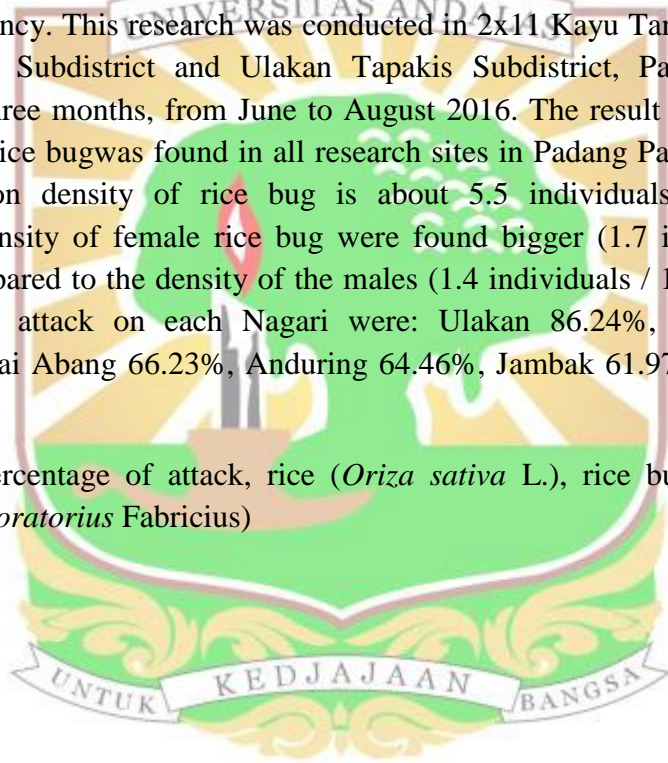 UNIVERSITAS ANDALAS
ncy. This research was conducted in 2x11 Kayu Tan
Subdistrict and Ulakan Tapakis Subdistrict, Pa
hree months, from June to August 2016. The result
rice bugwas found in all research sites in Padang Pa
on density of rice bug is about 5.5 individuals
nsity of female rice bug were found bigger (1.7 i
pared to the density of the males (1.4 individuals / 1
attack on each Nagari were: Ulakan 86.24%,
ai Abang 66.23%, Anduring 64.46%, Jambak 61.97
ercentage of attack, rice (Oriza sativa L.), rice bu
oratorius Fabricius)
UNTUK KEDJAJAAN BANGSA